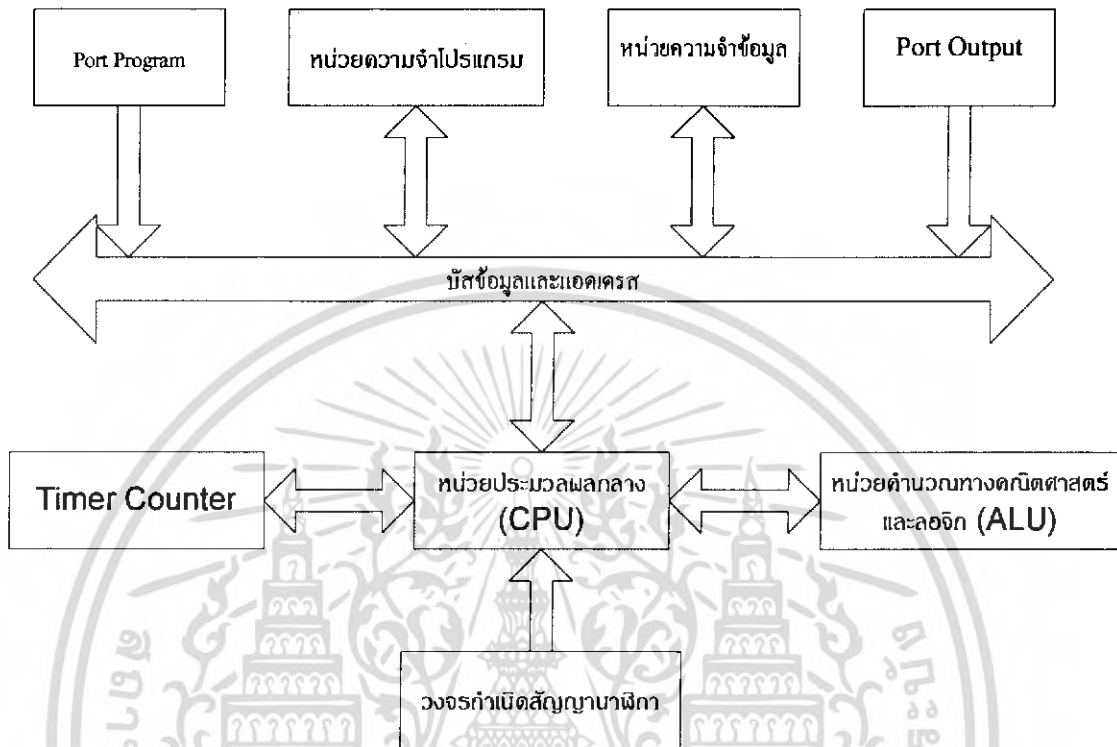 Port Program
หน่วยความจำโปรแกรม
หน่วยความจำข้อมูล
Port Output
บัสข้อมูลและแอดเดรส
Timer Counter
หน่วยประมวลผลกลาง
(CPU)
หน่วยคำนวณทางคณิตศาสตร์
และลอจิก (ALU)
วงจรกำเนิดสัญญานาฬิกา